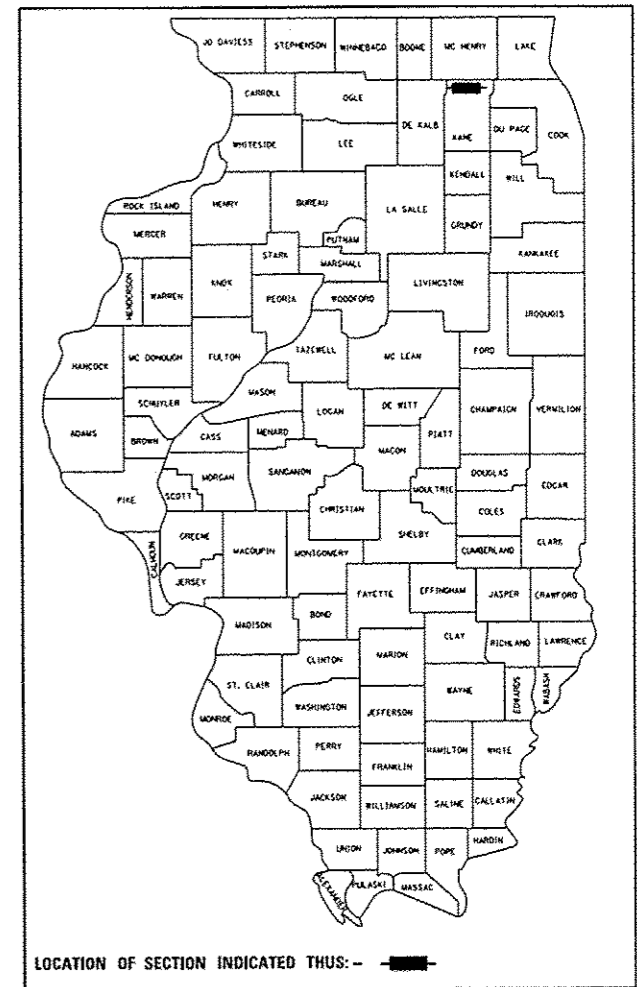 JO DAVIESS STEPHENSON WINNEBAGO BOONE MC HENRY LAKE
CARROLL OGLE
DE KALB KANE DU PAGE COOK
WHITESIDE LEE
KENDALL WILL
ROCK ISLAND HENRY BUREAU LA SALLE GRUNDY
MERCER PUTNAM
STARK MARSHALL KANKAKEE
HENDERSON WARREN KNOX PEORIA WOODFORD LIVINGSTON IROQUOIS
HANCOCK MC DONOUGH FULTON TAZEWELL MC LEAN FORD
MASON
SCHUYLER LOGAN DE WITT CHAMPAIGN VERMILION
ADAMS BROWN CASS MENARD MACON PIATT
PIKE SCOTT MORGAN SANGAMON MOULTRIE DOUGLAS EDGAR
CHRISTIAN COLES
CALHOUN GREENE MACOUPIN MONTGOMERY SHELBY CUMBERLAND CLARK
JERSEY FAYETTE EFFINGHAM JASPER CRAWFORD
MADISON BOND
CLAY RICHLAND LAWRENCE
CLINTON MARION
ST. CLAIR WAYNE EDWARDS WABASH
WASHINGTON JEFFERSON
MONROE
RANDOLPH PERRY HAMILTON WHITE
FRANKLIN
JACKSON WILLIAMSON SALINE GALLATIN
UNION JOHNSON POPE HARDIN
ALEXANDER PULASKI MASSAC
LOCATION OF SECTION INDICATED THUS: -